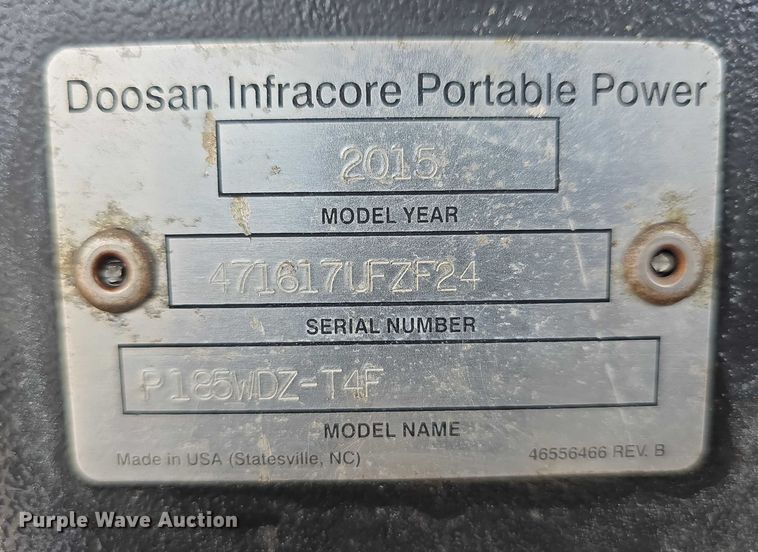 Doosan Infracore Portable Power
2015
MODEL YEAR
471617UFZF24
SERIAL NUMBER
P185WDZ-T4F
MODEL NAME
Made in USA (Statesville, NC)
46556466 REV. B
Purple Wave Auction